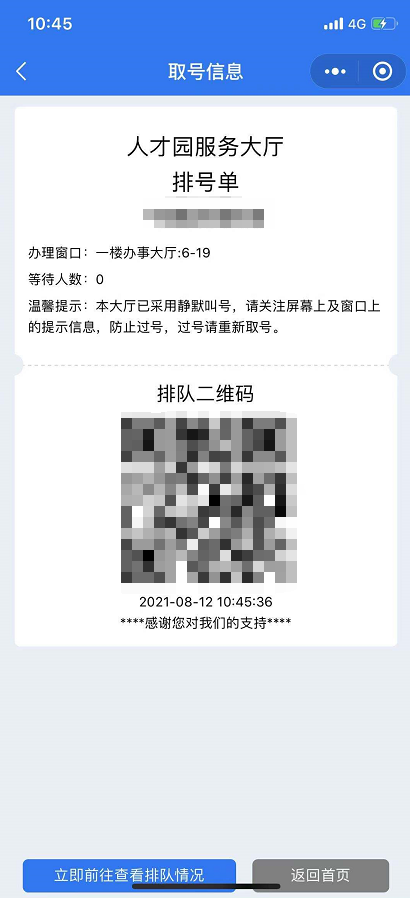 10:45
4G
取号信息
人才园服务大厅
排号单
办理窗口：一楼办事大厅:6-19
等待人数：0
温馨提示：本大厅已采用静默叫号，请关注屏幕上及窗口上
的提示信息，防止过号，过号请重新取号。
排队二维码
2021-08-12 10:45:36
****感谢您对我们的支持****
立即前往查看排队情况
返回首页